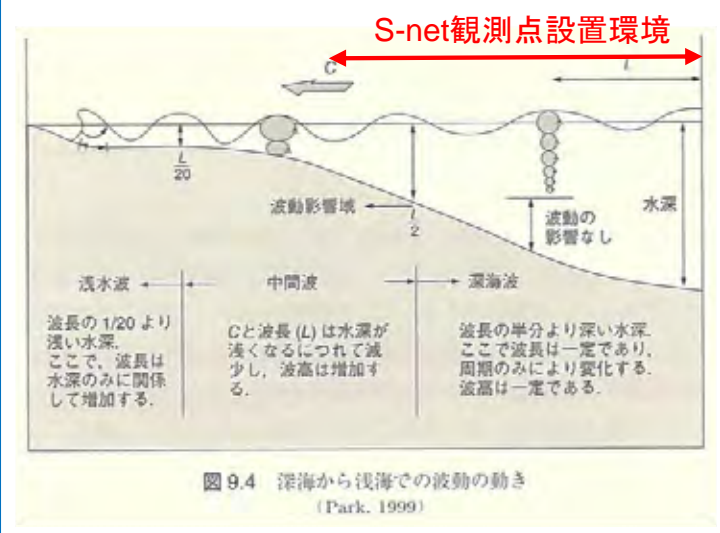 S-net観測点設置環境
C
L
h
L
20
波動影響域
L
2
波動の
影響なし
水深
浅水波
中間波
深海波
波長の 1/20 より
浅い水深.
ここで，波長は
水深のみに関係
して増加する.
Cと波長 (L) は水深が
浅くなるにつれて減
少し，波高は増加す
る.
波長の半分より深い水深.
ここで波長は一定であり，
周期のみにより変化する.
波高は一定である.
図 9.4 深海から浅海での波動の動き
(Park, 1999)